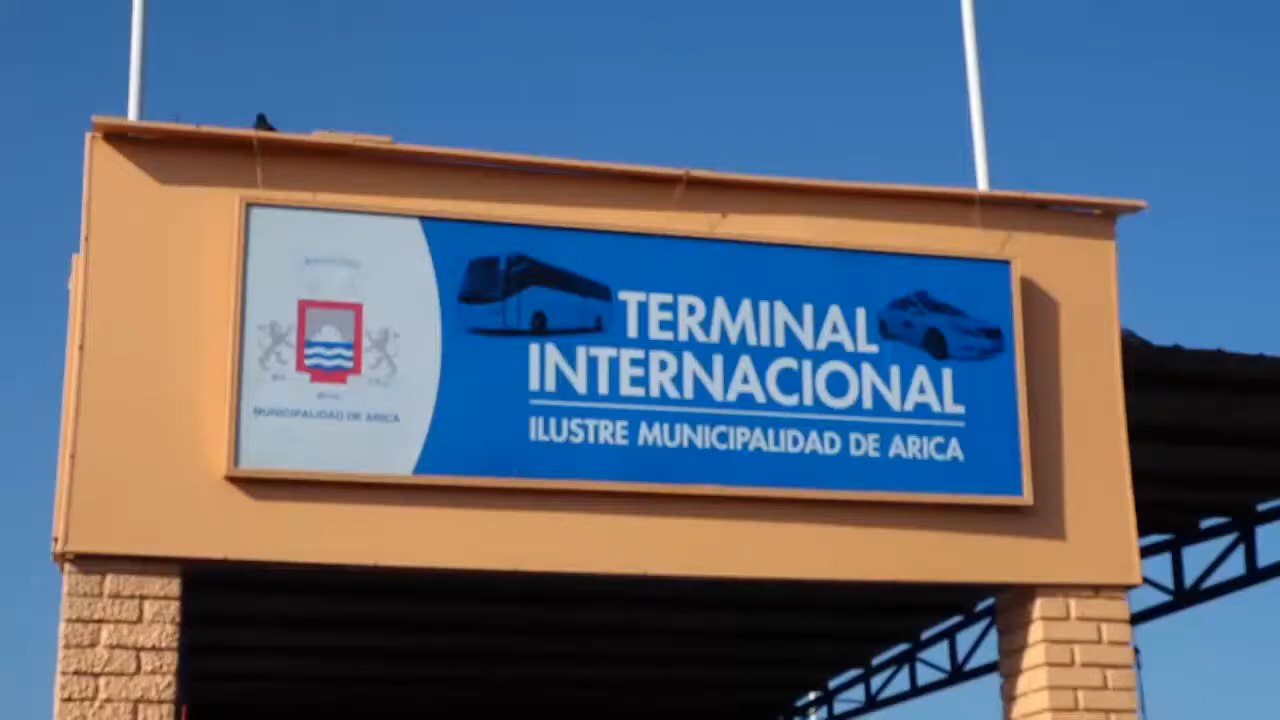 MUNICIPALIDAD DE ARICA
TERMINAL
INTERNACIONAL
ILUSTRE MUNICIPALIDAD DE ARICA